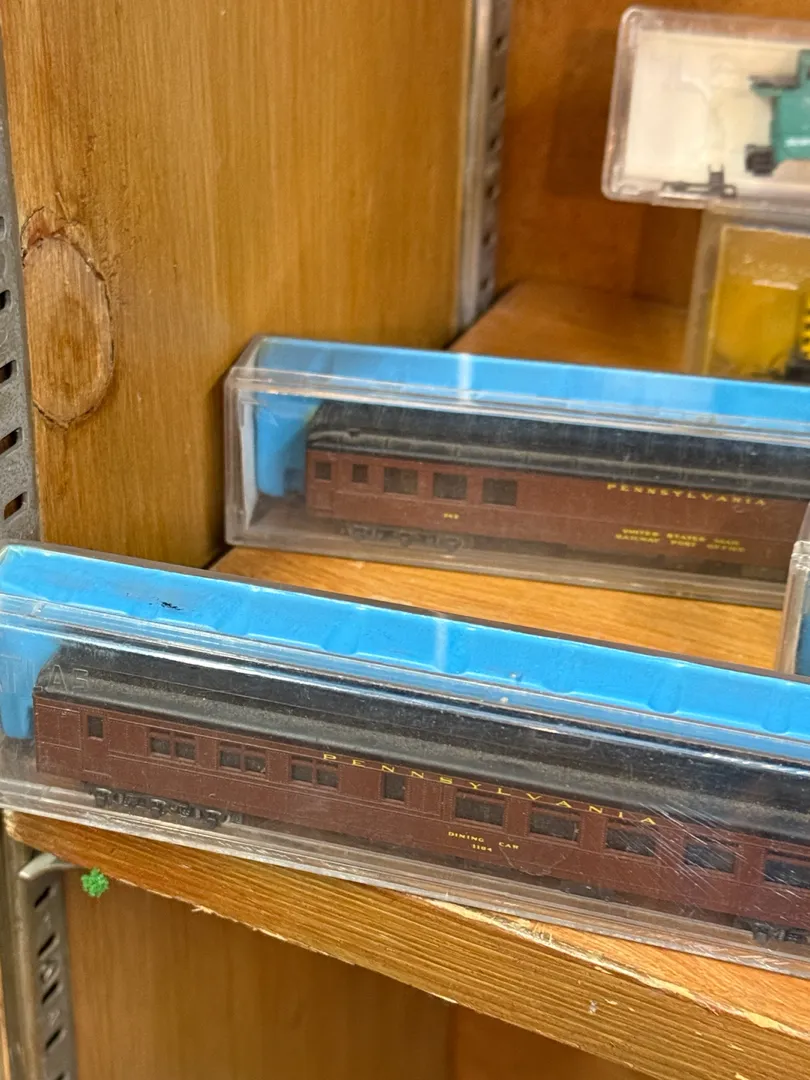 PENNSYLVANIA
UNITED STATES MAIL
RAILWAY POST OFFICE
PENNSYLVANIA
DINING CAR